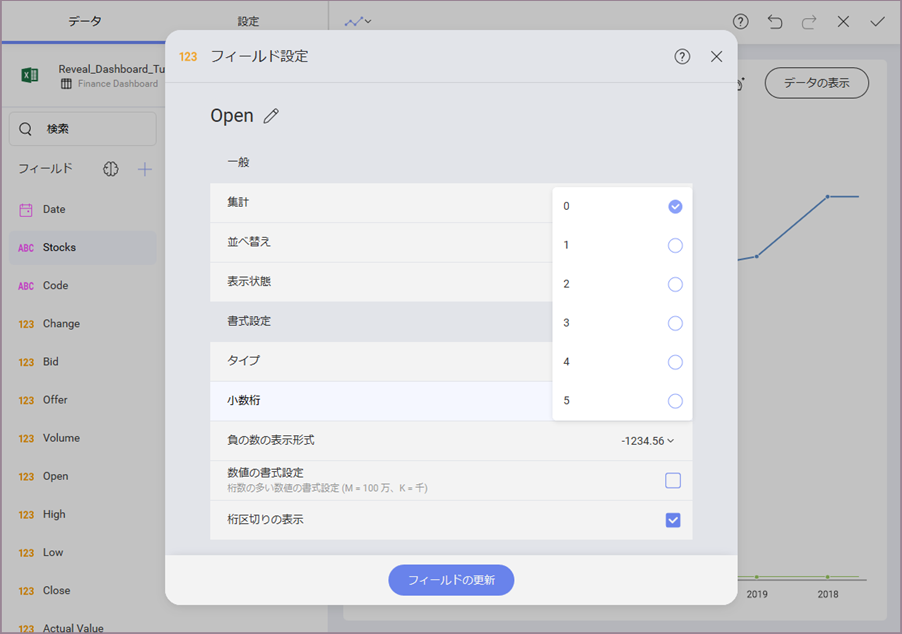 データ
設定
Reveal_Dashboard_Tu
Finance Dashboard
検索
フィールド
Date
ABC Stocks
ABC Code
123 Change
123 Bid
123 Offer
123 Volume
123 Open
123 High
123 Low
123 Close
123 Actual Value
123 フィールド設定
Open
一般
集計
並べ替え
表示状態
書式設定
タイプ
小数桁
0
1
2
3
4
5
負の数の表示形式
-1234.56
数値の書式設定
桁数の多い数値の書式設定 (M = 100 万、K = 千)
桁区切りの表示
フィールドの更新
データの表示
2019
2018